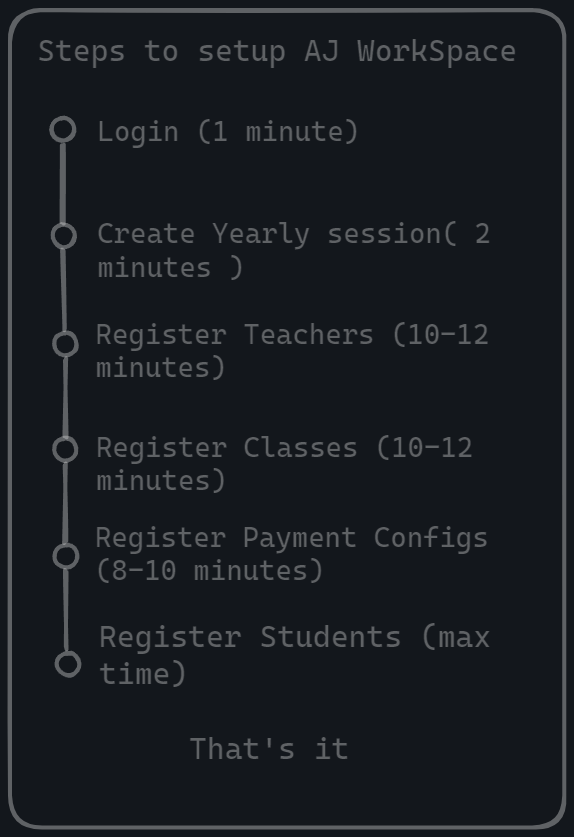 Steps to setup AJ WorkSpace
Login (1 minute)
Create Yearly session( 2
minutes )
Register Teachers (10-12
minutes)
Register Classes (10-12
minutes)
Register Payment Configs
(8-10 minutes)
Register Students (max
time)
That's it